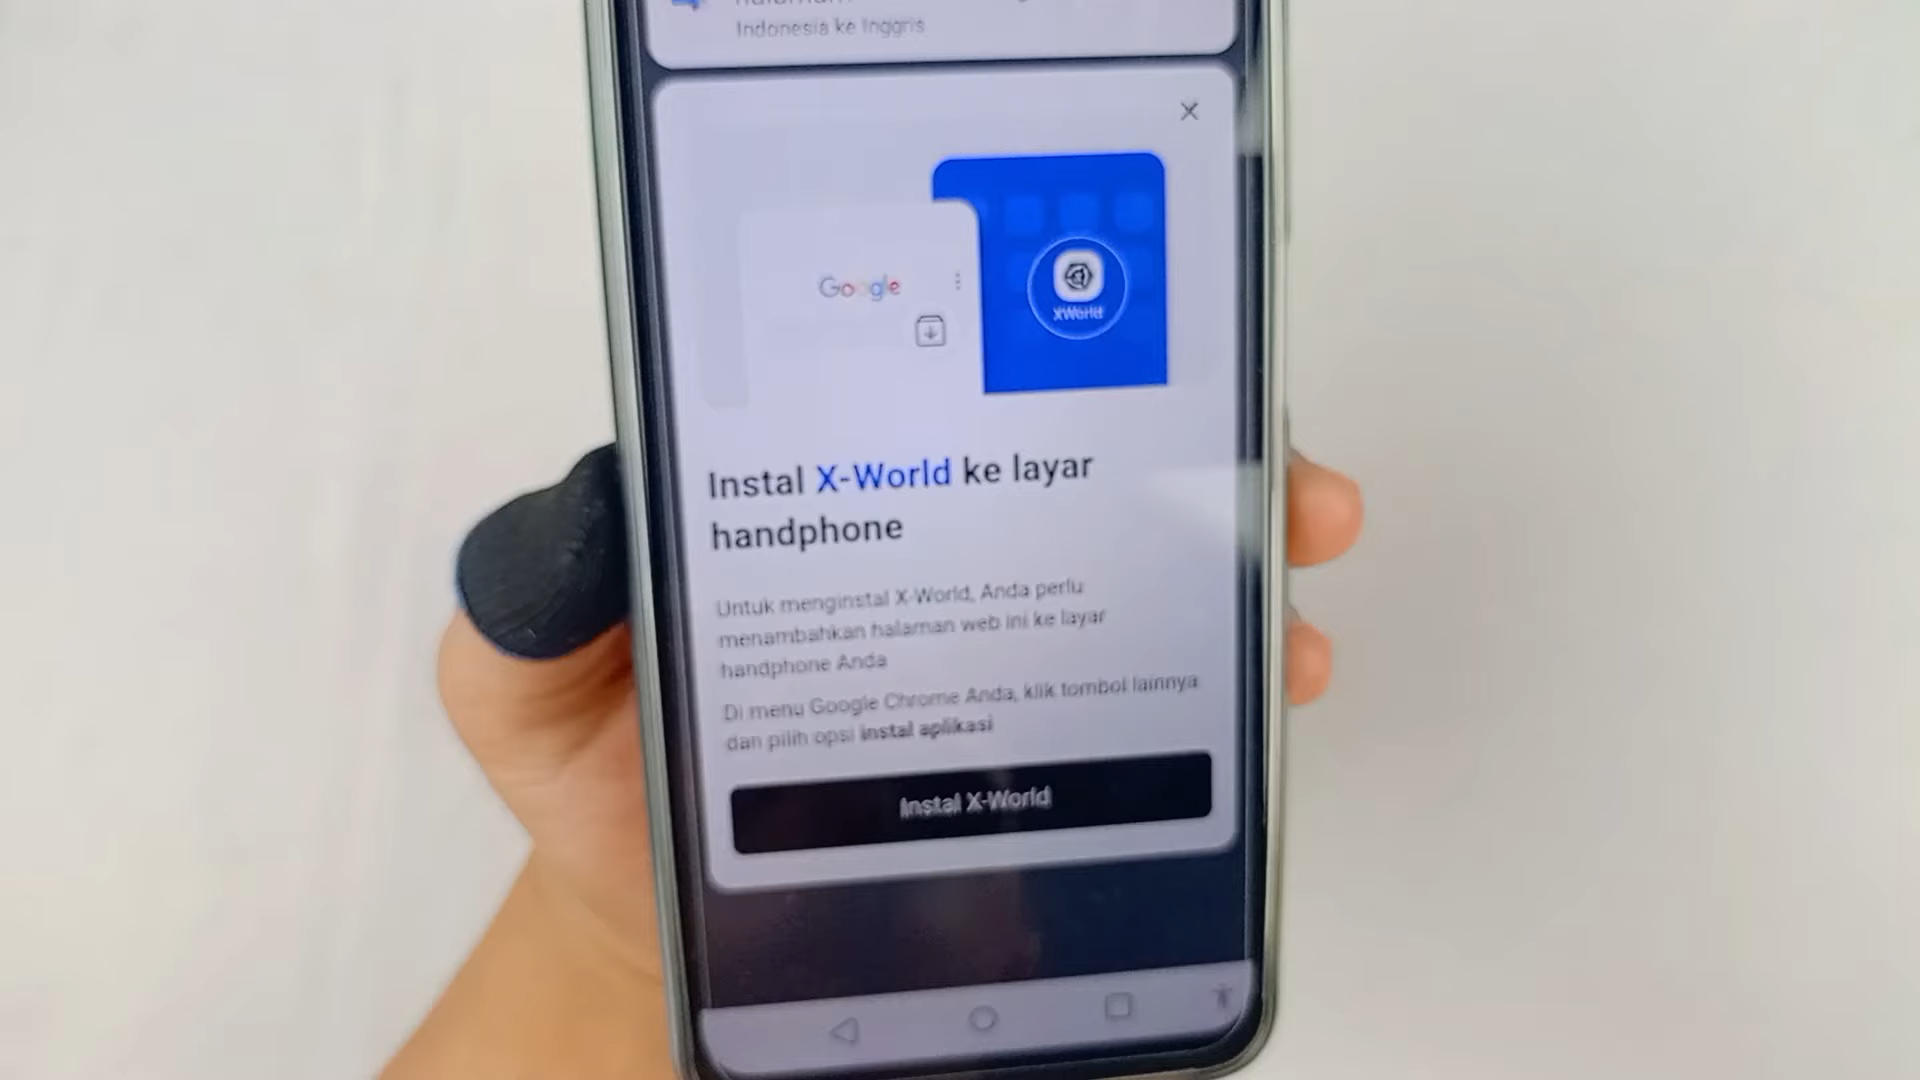 Indonesia ke Inggris
Google
XWorld
Instal X-World ke layar
handphone
Untuk menginstal X-World, Anda perlu
menambahkan halaman web ini ke layar
handphone Anda
Di menu Google Chrome Anda, klik tombol lainnya
dan pilih opsi instal aplikasi
Instal X-World